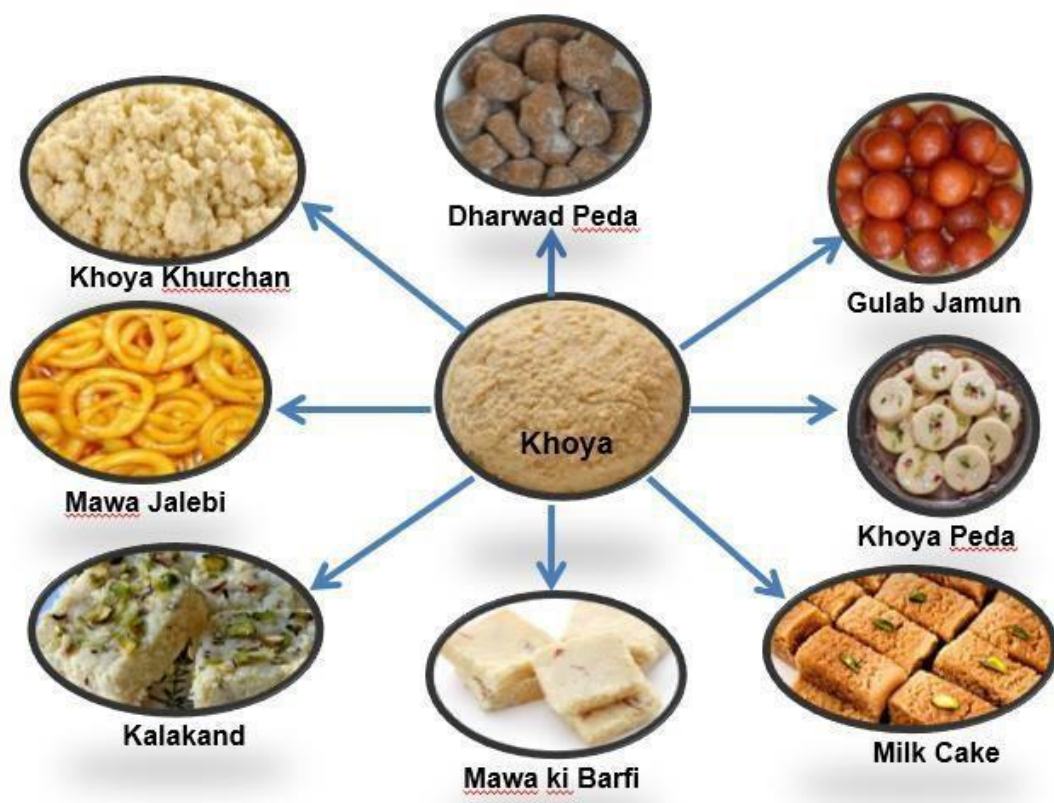 Dharwad Peda
Khoya Khurchan
Gulab Jamun
Khoya
Mawa Jalebi
Khoya Peda
Kalakand
Mawa ki Barfi
Milk Cake